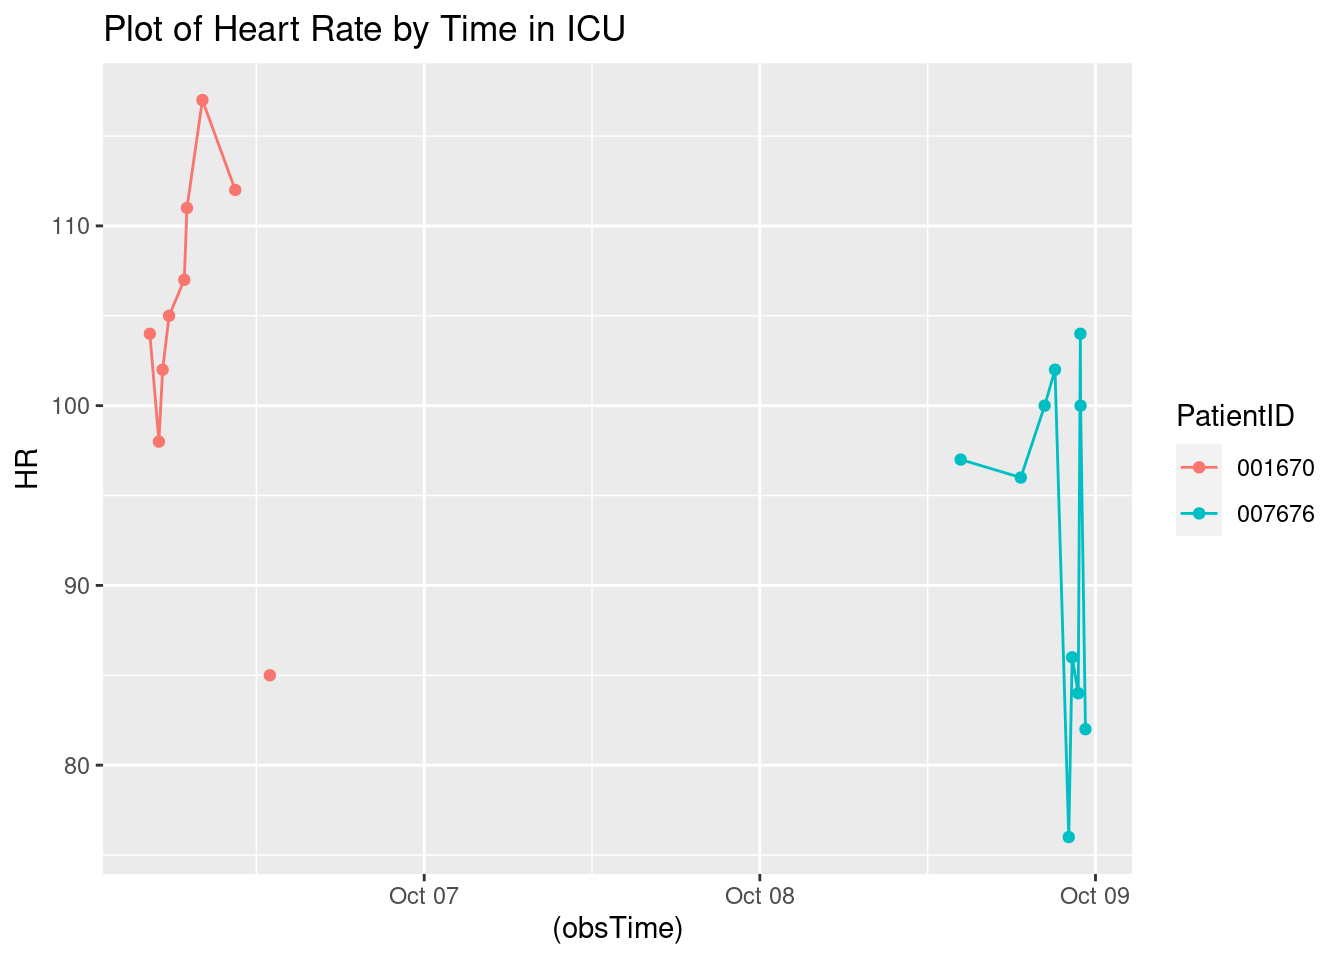 Plot of Heart Rate by Time in ICU
110
100
90
80
HR
Oct 07
Oct 08
Oct 09
(obsTime)
PatientID
001670
007676